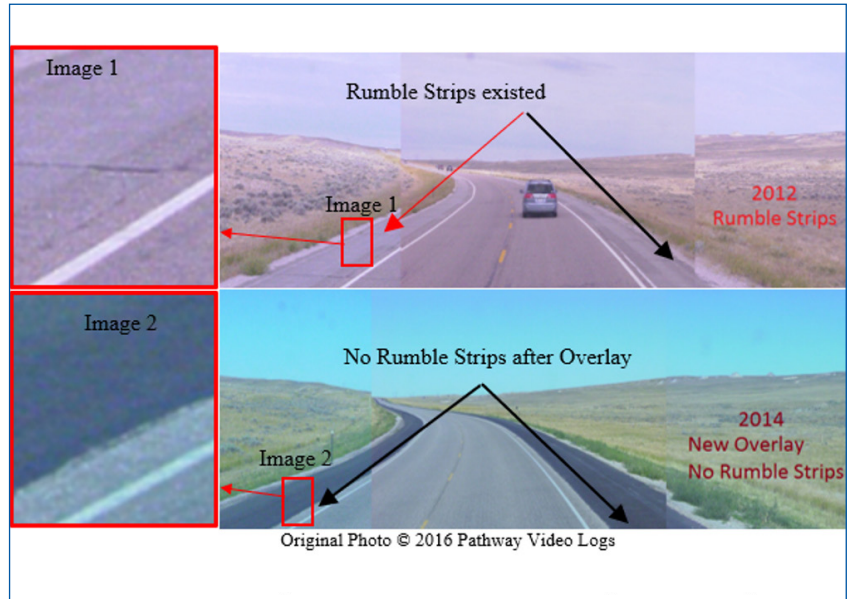 Image 1
Rumble Strips existed
Image 1
2012
Rumble Strips
Image 2
No Rumble Strips after Overlay
2014
New Overlay
No Rumble Strips
Image 2
Original Photo © 2016 Pathway Video Logs